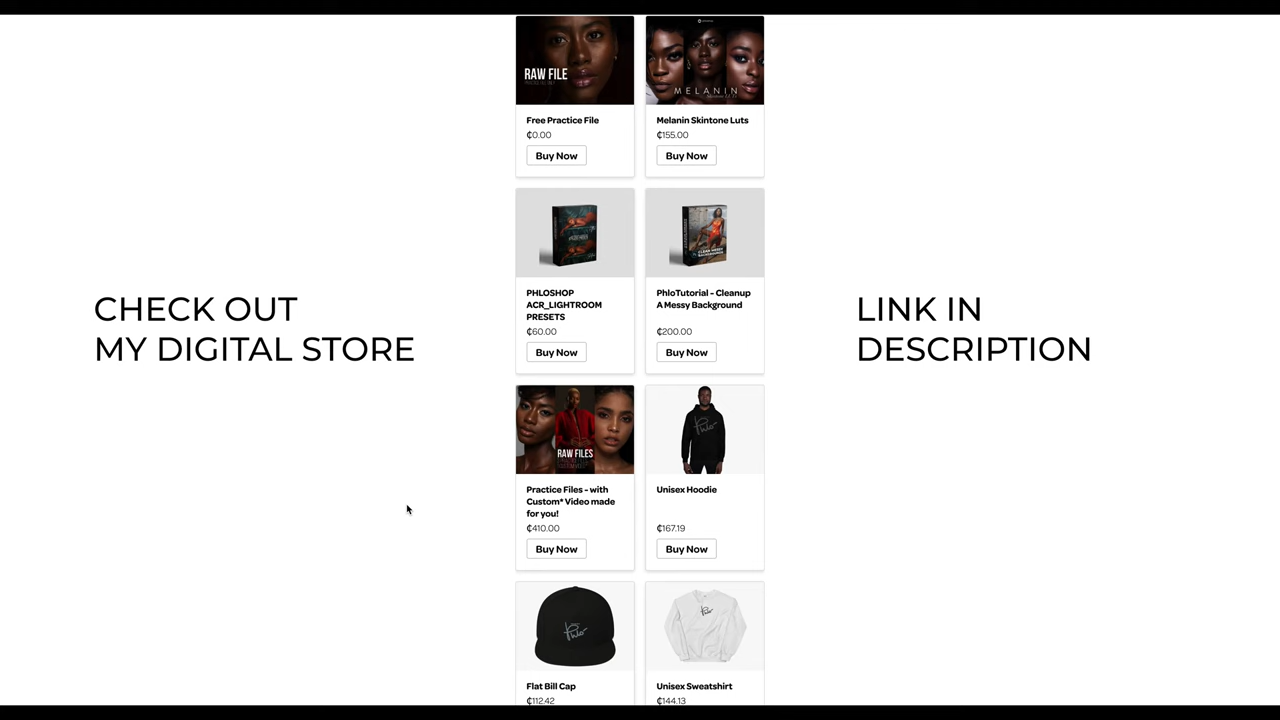 CHECK OUT
MY DIGITAL STORE
RAW FILE
MELANIN
Free Practice File
₵0.00
Buy Now
Melanin Skintone Luts
₵155.00
Buy Now
PHLOSHOP
ACR_LIGHTROOM
PRESETS
₵60.00
Buy Now
PhloTutorial - Cleanup
A Messy Background
₵200.00
Buy Now
RAW FILES
Practice Files - with
Custom* Video made
for you!
₵410.00
Buy Now
Phlo
Unisex Hoodie
₵167.19
Buy Now
Phlo
Flat Bill Cap
₵112.42
Phlo
Unisex Sweatshirt
₵144.13
LINK IN
DESCRIPTION